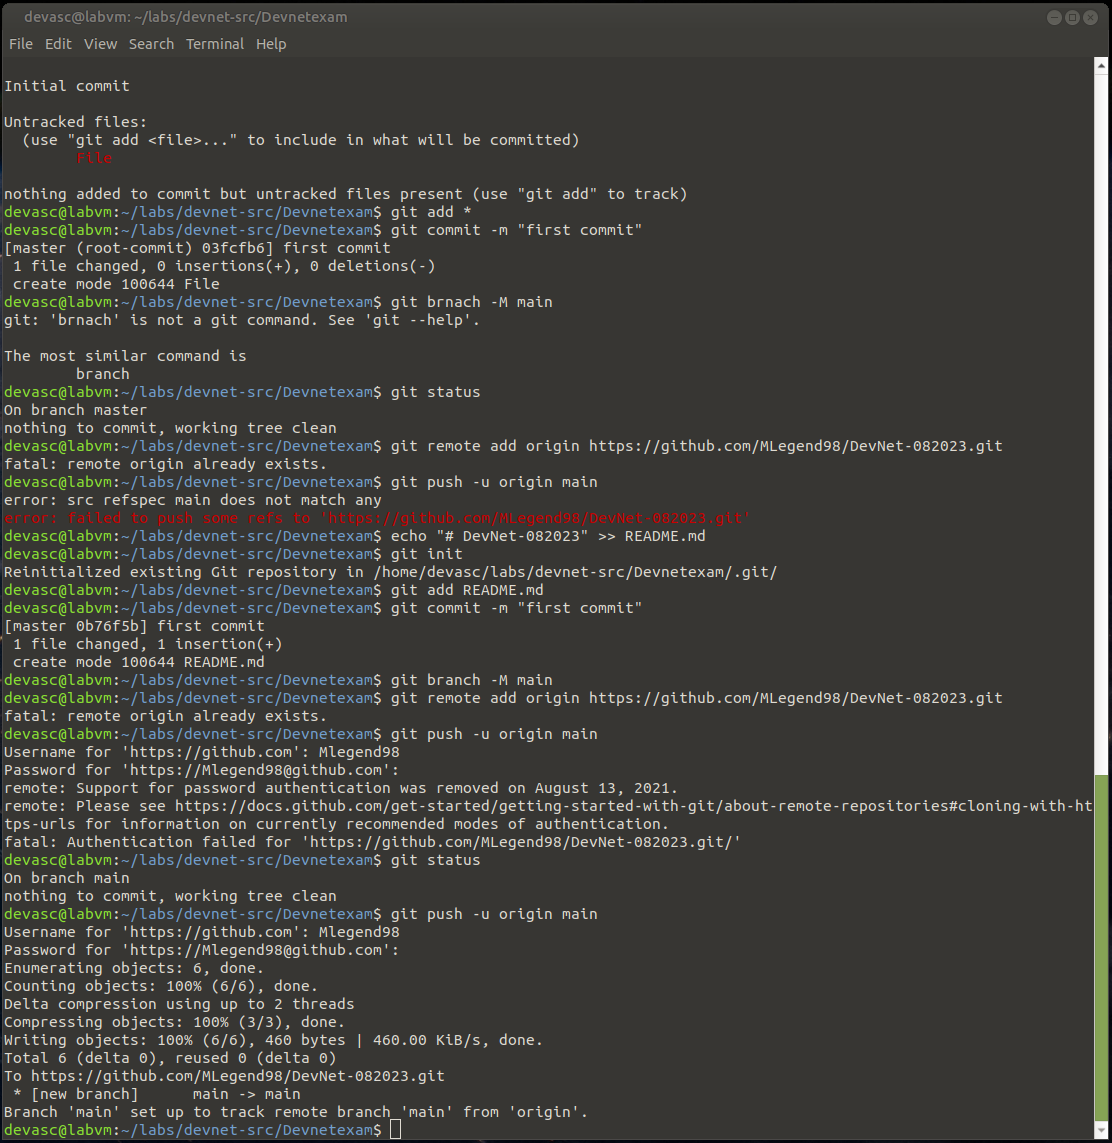 devasc@labvm: ~/labs/devnet-src/Devnetexam
File Edit View Search Terminal Help
Initial commit
Untracked files:
  (use "git add <file>..." to include in what will be committed)
        File
nothing added to commit but untracked files present (use "git add" to track)
devasc@labvm:~/labs/devnet-src/Devnetexam$ git add *
devasc@labvm:~/labs/devnet-src/Devnetexam$ git commit -m "first commit"
[master (root-commit) 03fcfb6] first commit
 1 file changed, 0 insertions(+), 0 deletions(-)
 create mode 100644 File
devasc@labvm:~/labs/devnet-src/Devnetexam$ git brnach -M main
git: 'brnach' is not a git command. See 'git --help'.
The most similar command is
        branch
devasc@labvm:~/labs/devnet-src/Devnetexam$ git status
On branch master
nothing to commit, working tree clean
devasc@labvm:~/labs/devnet-src/Devnetexam$ git remote add origin https://github.com/MLegend98/DevNet-082023.git
fatal: remote origin already exists.
devasc@labvm:~/labs/devnet-src/Devnetexam$ git push -u origin main
error: src refspec main does not match any
error: failed to push some refs to 'https://github.com/MLegend98/DevNet-082023.git'
devasc@labvm:~/labs/devnet-src/Devnetexam$ echo "# DevNet-082023" >> README.md
devasc@labvm:~/labs/devnet-src/Devnetexam$ git init
Reinitialized existing Git repository in /home/devasc/labs/devnet-src/Devnetexam/.git/
devasc@labvm:~/labs/devnet-src/Devnetexam$ git add README.md
devasc@labvm:~/labs/devnet-src/Devnetexam$ git commit -m "first commit"
[master 0b76f5b] first commit
 1 file changed, 1 insertion(+)
 create mode 100644 README.md
devasc@labvm:~/labs/devnet-src/Devnetexam$ git branch -M main
devasc@labvm:~/labs/devnet-src/Devnetexam$ git remote add origin https://github.com/MLegend98/DevNet-082023.git
fatal: remote origin already exists.
devasc@labvm:~/labs/devnet-src/Devnetexam$ git push -u origin main
Username for 'https://github.com': Mlegend98
Password for 'https://Mlegend98@github.com':
remote: Support for password authentication was removed on August 13, 2021.
remote: Please see https://docs.github.com/get-started/getting-started-with-git/about-remote-repositories#cloning-with-ht
tps-urls for information on currently recommended modes of authentication.
fatal: Authentication failed for 'https://github.com/MLegend98/DevNet-082023.git/'
devasc@labvm:~/labs/devnet-src/Devnetexam$ git status
On branch main
nothing to commit, working tree clean
devasc@labvm:~/labs/devnet-src/Devnetexam$ git push -u origin main
Username for 'https://github.com': Mlegend98
Password for 'https://Mlegend98@github.com':
Enumerating objects: 6, done.
Counting objects: 100% (6/6), done.
Delta compression using up to 2 threads
Compressing objects: 100% (3/3), done.
Writing objects: 100% (6/6), 460 bytes | 460.00 KiB/s, done.
Total 6 (delta 0), reused 0 (delta 0)
To https://github.com/MLegend98/DevNet-082023.git
 * [new branch]      main -> main
Branch 'main' set up to track remote branch 'main' from 'origin'.
devasc@labvm:~/labs/devnet-src/Devnetexam$